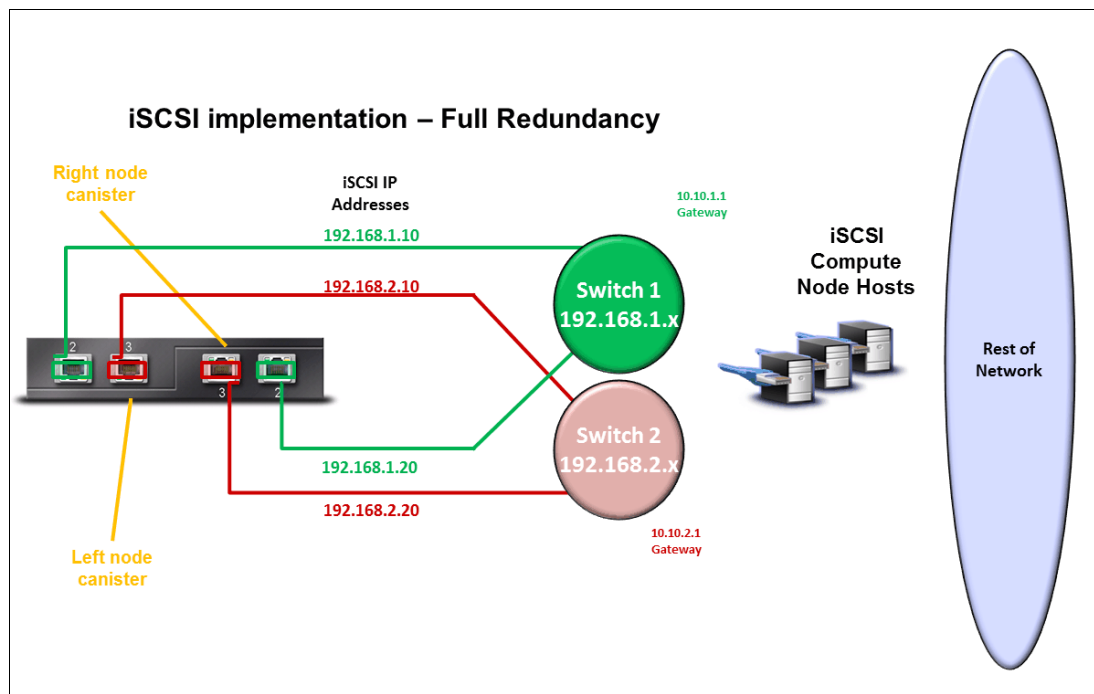 iSCSI implementation – Full Redundancy
Right node
canister
iSCSI IP
Addresses
10.10.1.1
Gateway
192.168.1.10
iSCSI
Compute
Node Hosts
192.168.2.10
Switch 1
192.168.1.x
2
3
3
2
Rest of
Network
Switch 2
192.168.2.x
192.168.1.20
192.168.2.20
10.10.2.1
Gateway
Left node
canister